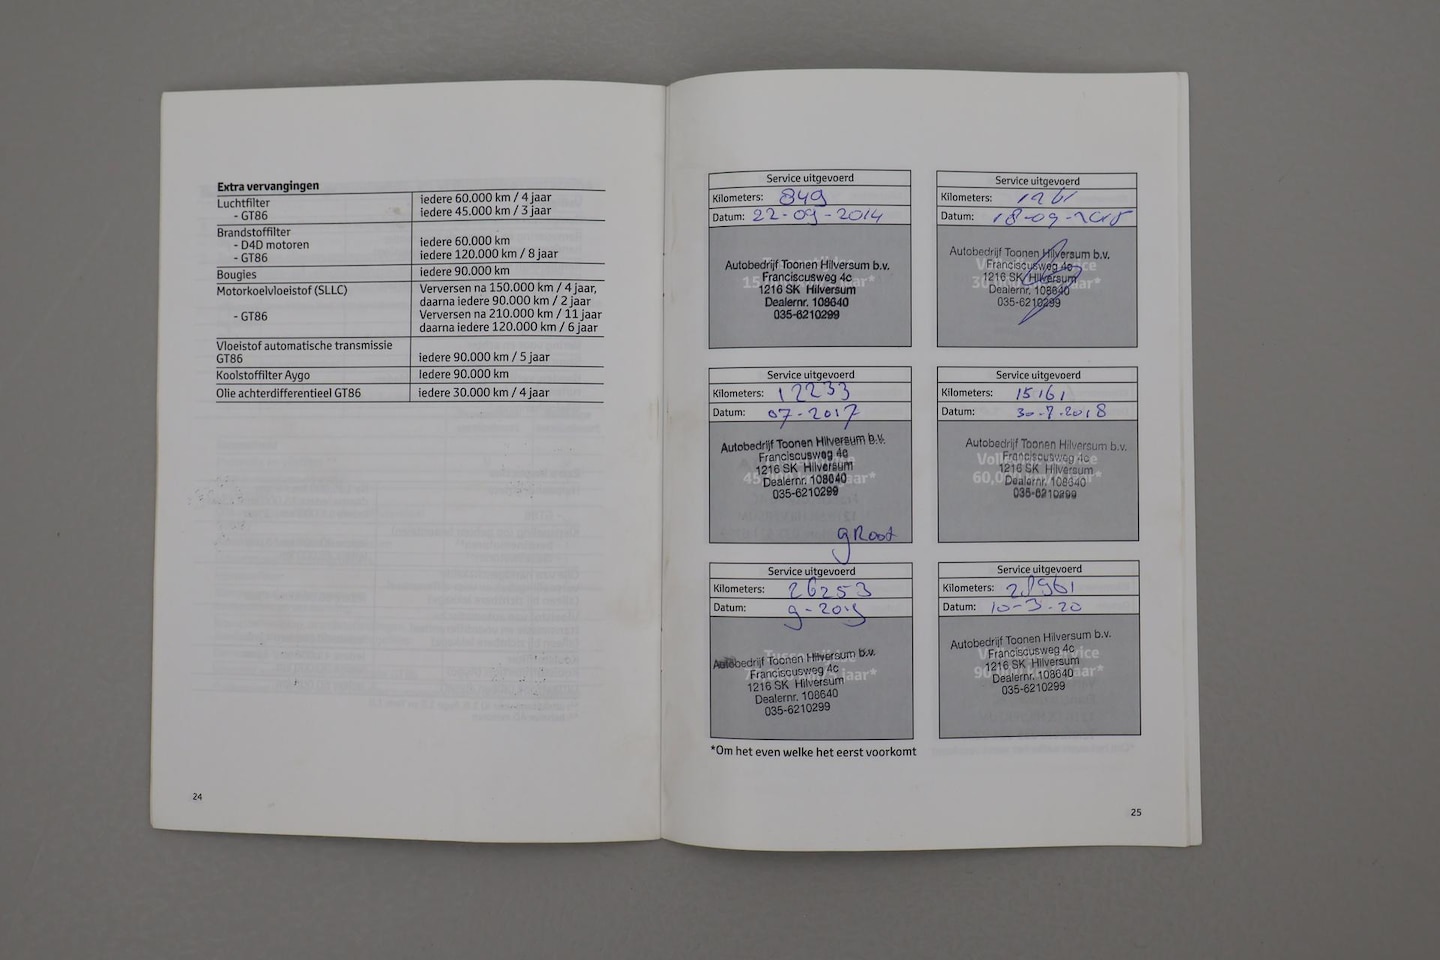 Extra vervangingen
Luchtfilter iedere 60.000 km / 4 jaar
- GT86 iedere 45.000 km / 3 jaar
Brandstoffilter
- D4D motoren iedere 60.000 km
- GT86 iedere 120.000 km / 8 jaar
Bougies iedere 90.000 km
Motorkoelvloeistof (SLLC) Verversen na 150.000 km / 4 jaar,
daarna iedere 90.000 km / 2 jaar
- GT86 Verversen na 210.000 km / 11 jaar
daarna iedere 120.000 km / 6 jaar
Vloeistof automatische transmissie
GT86 iedere 90.000 km / 5 jaar
Koolstoffilter Aygo iedere 90.000 km
Olie achterdifferentieel GT86 iedere 30.000 km / 4 jaar
24
Service uitgevoerd
Kilometers: 849
Datum: 22-09-2014
Autobedrijf Toonen Hilversum b.v.
Franciscusweg 4c
1216 SK Hilversum
Dealernr. 108640
035-6210299
Service uitgevoerd
Kilometers:
Datum: 18-09-2015
Autobedrijf Toonen Hilversum b.v.
Franciscusweg 4c
1216 SK Hilversum
Dealernr. 108640
035-6210299
Service uitgevoerd
Kilometers: 12233
Datum: 07-2017
Autobedrijf Toonen Hilversum b.v.
Franciscusweg 4c
1216 SK Hilversum
Dealernr. 108640
035-6210299
gRoot
Service uitgevoerd
Kilometers: 15161
Datum: 30-7-2018
Autobedrijf Toonen Hilversum b.v.
Franciscusweg 4c
1216 SK Hilversum
Dealernr. 108640
035-6210299
Service uitgevoerd
Kilometers: 26253
Datum: 9-2019
Autobedrijf Toonen Hilversum b.v.
Franciscusweg 4c
1216 SK Hilversum
Dealernr. 108640
035-6210299
Service uitgevoerd
Kilometers: 28961
Datum: 10-3-20
Autobedrijf Toonen Hilversum b.v.
Franciscusweg 4c
1216 SK Hilversum
Dealernr. 108640
035-6210299
*Om het even welke het eerst voorkomt
25